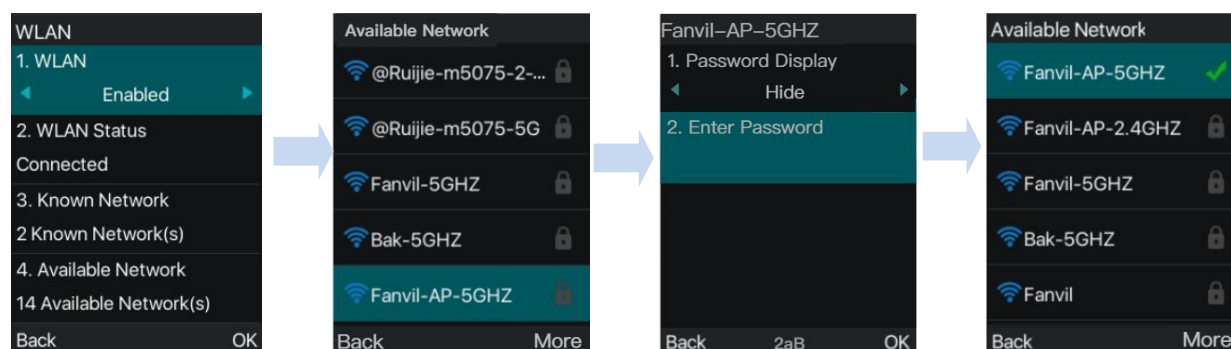 WLAN
1. WLAN
Enabled
2. WLAN Status
Connected
3. Known Network
2 Known Network(s)
4. Available Network
14 Available Network(s)
Back OK
Available Network
@Ruijie-m5075-2-...
@Ruijie-m5075-5G
Fanvil-5GHZ
Bak-5GHZ
Fanvil-AP-5GHZ
Back More
Fanvil-AP-5GHZ
1. Password Display
Hide
2. Enter Password
Back 2aB OK
Available Network
Fanvil-AP-5GHZ
Fanvil-AP-2.4GHZ
Fanvil-5GHZ
Bak-5GHZ
Fanvil
Back More